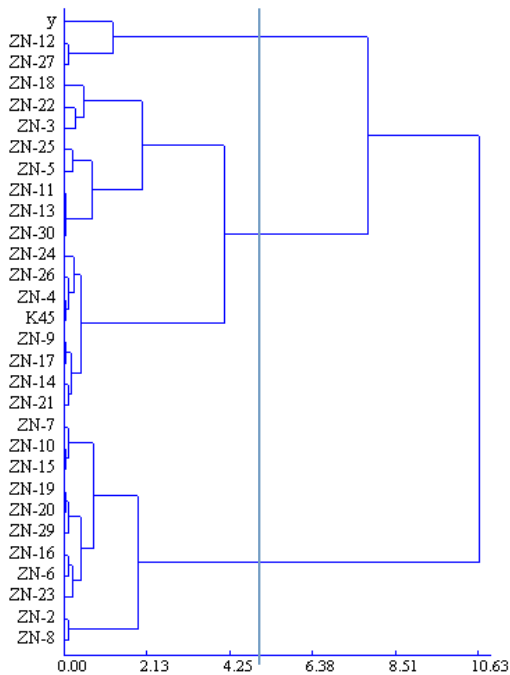 y
ZN-12
ZN-27
ZN-18
ZN-22
ZN-3
ZN-25
ZN-5
ZN-11
ZN-13
ZN-30
ZN-24
ZN-26
ZN-4
K45
ZN-9
ZN-17
ZN-14
ZN-21
ZN-7
ZN-10
ZN-15
ZN-19
ZN-20
ZN-29
ZN-16
ZN-6
ZN-23
ZN-2
ZN-8
0.00 2.13 4.25 6.38 8.51 10.63